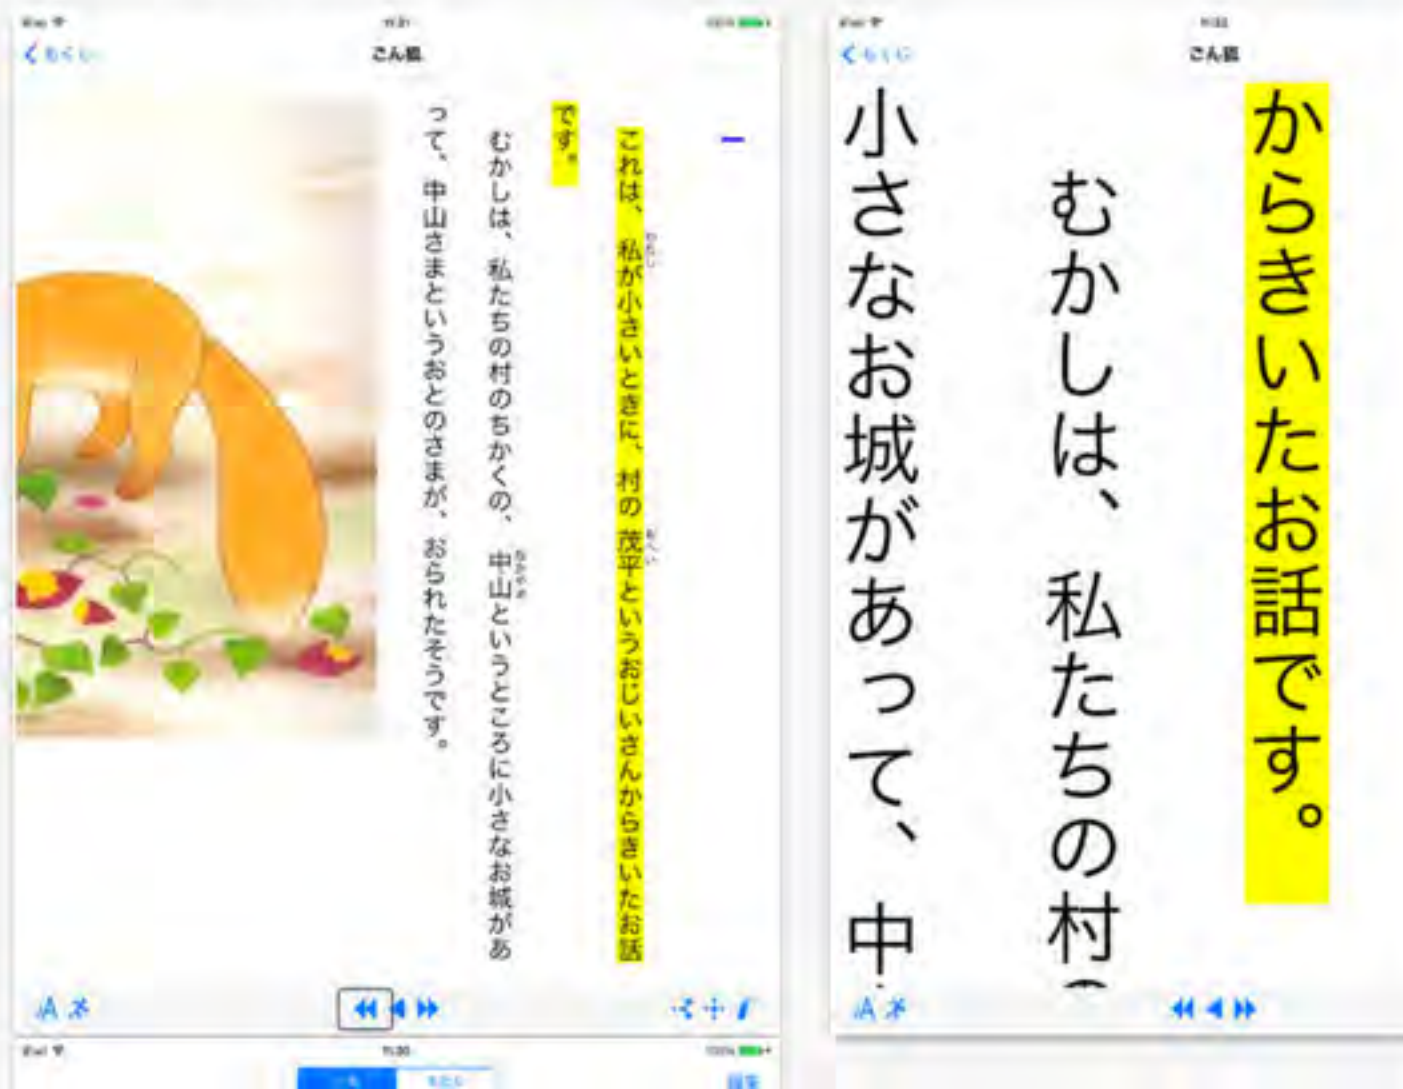 ごん狐
一
これは、私が小さいときに、村の茂平というおじいさんからきいたお話
です。
むかしは、私たちの村のちかくの、中山というところに小さなお城があ
って、中山さまというおとのさまが、おられたそうです。
ごん狐
からきいたお話です。
むかしは、私たちの村の
小さなお城があって、中